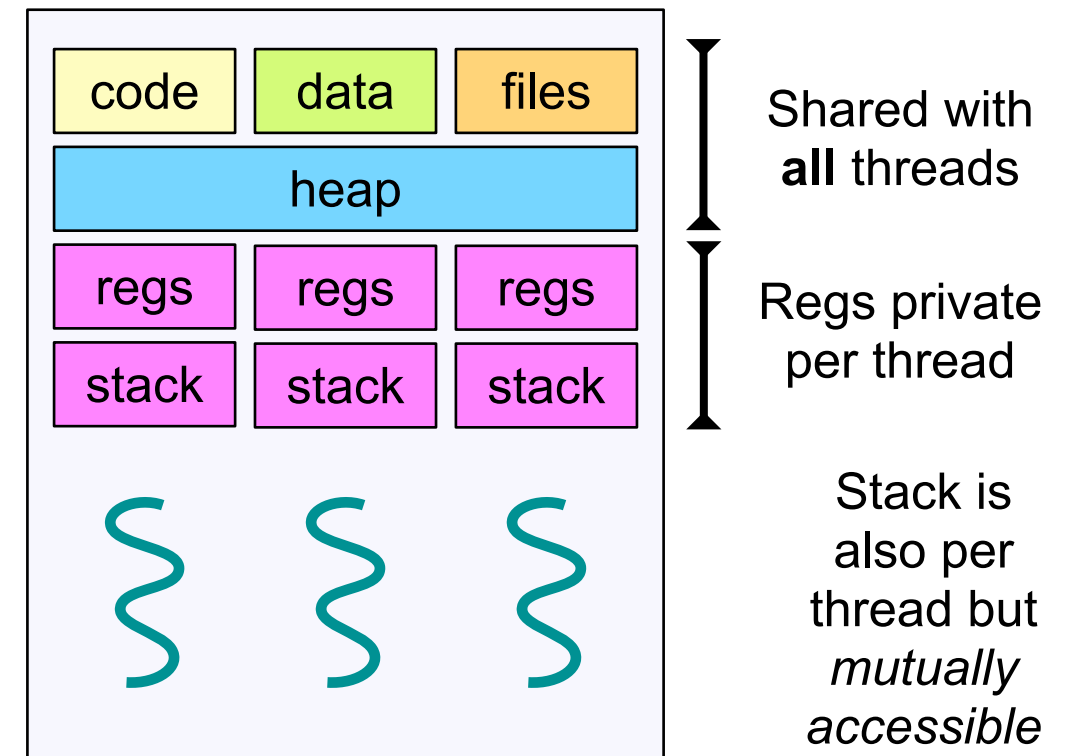 code data files
heap
regs regs regs
stack stack stack
Shared with
all threads
Regs private
per thread
Stack is
also per
thread but
mutually
accessible